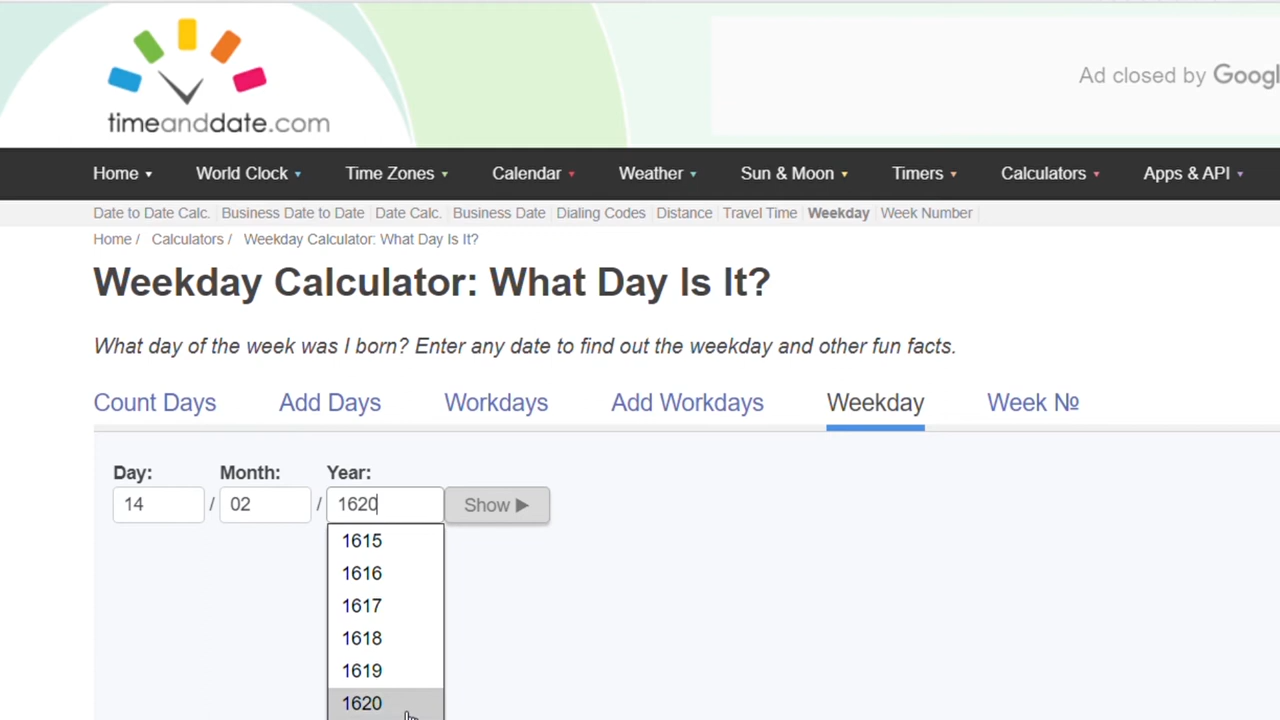 Ad closed by Googl
timeanddate.com
Home World Clock Time Zones Calendar Weather Sun & Moon Timers Calculators Apps & API
Date to Date Calc. Business Date to Date Date Calc. Business Date Dialing Codes Distance Travel Time Weekday Week Number
Home / Calculators / Weekday Calculator: What Day Is It?
Weekday Calculator: What Day Is It?
What day of the week was I born? Enter any date to find out the weekday and other fun facts.
Count Days Add Days Workdays Add Workdays Weekday Week №
Day: Month: Year:
14 / 02 / 1620 Show
1615
1616
1617
1618
1619
1620